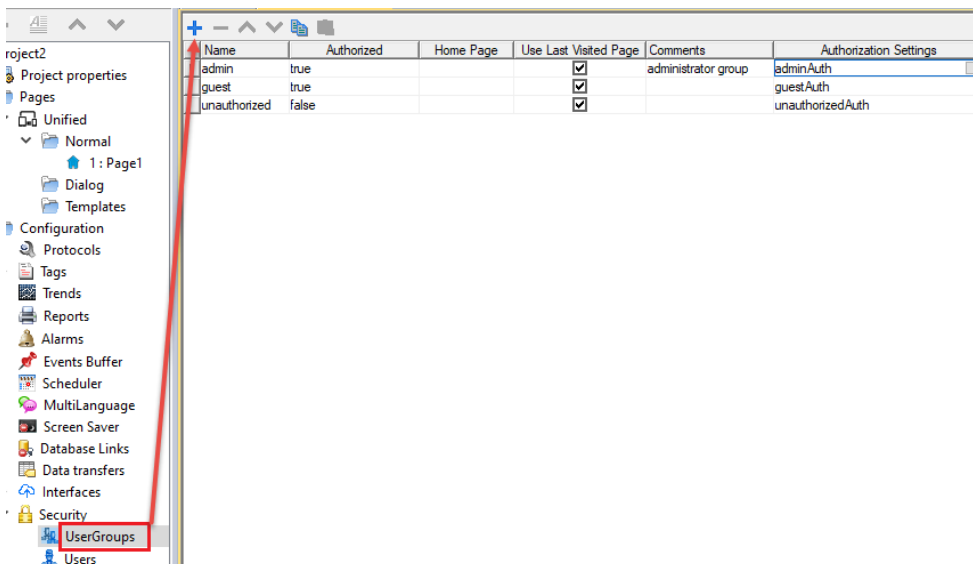 roject2
Project properties
Pages
Unified
Normal
1 : Page1
Dialog
Templates
Configuration
Protocols
Tags
Trends
Reports
Alarms
Events Buffer
Scheduler
MultiLanguage
Screen Saver
Database Links
Data transfers
Interfaces
Security
UserGroups
Users
Name Authorized Home Page Use Last Visited Page Comments Authorization Settings
admin true administrator group adminAuth
guest true guestAuth
unauthorized false unauthorizedAuth